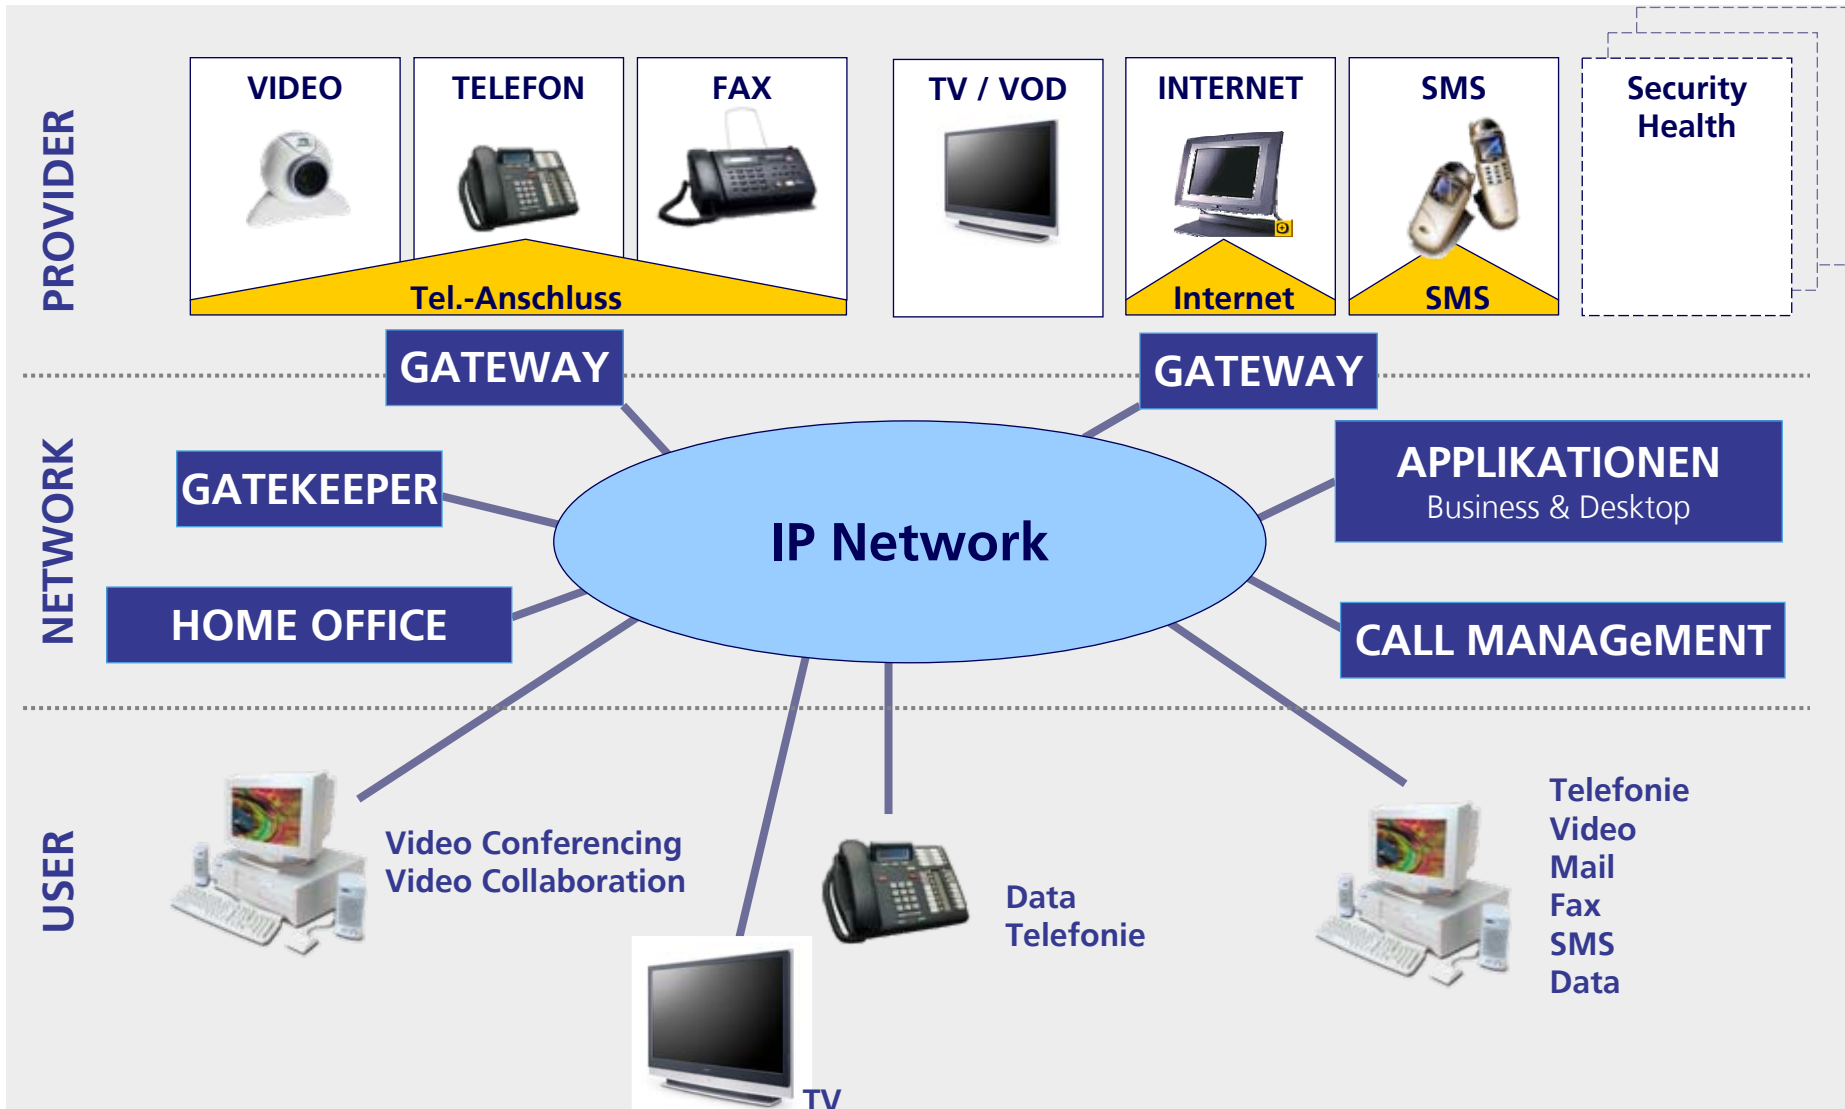 PROVIDER
VIDEO
TELEFON
FAX
TV / VOD
INTERNET
SMS
Security
Health
Tel.-Anschluss
Internet
SMS
GATEWAY
GATEWAY
NETWORK
GATEKEEPER
HOME OFFICE
IP Network
APPLIKATIONEN
Business & Desktop
CALL MANAGeMENT
USER
Video Conferencing
Video Collaboration
TV
Data
Telefonie
Telefonie
Video
Mail
Fax
SMS
Data